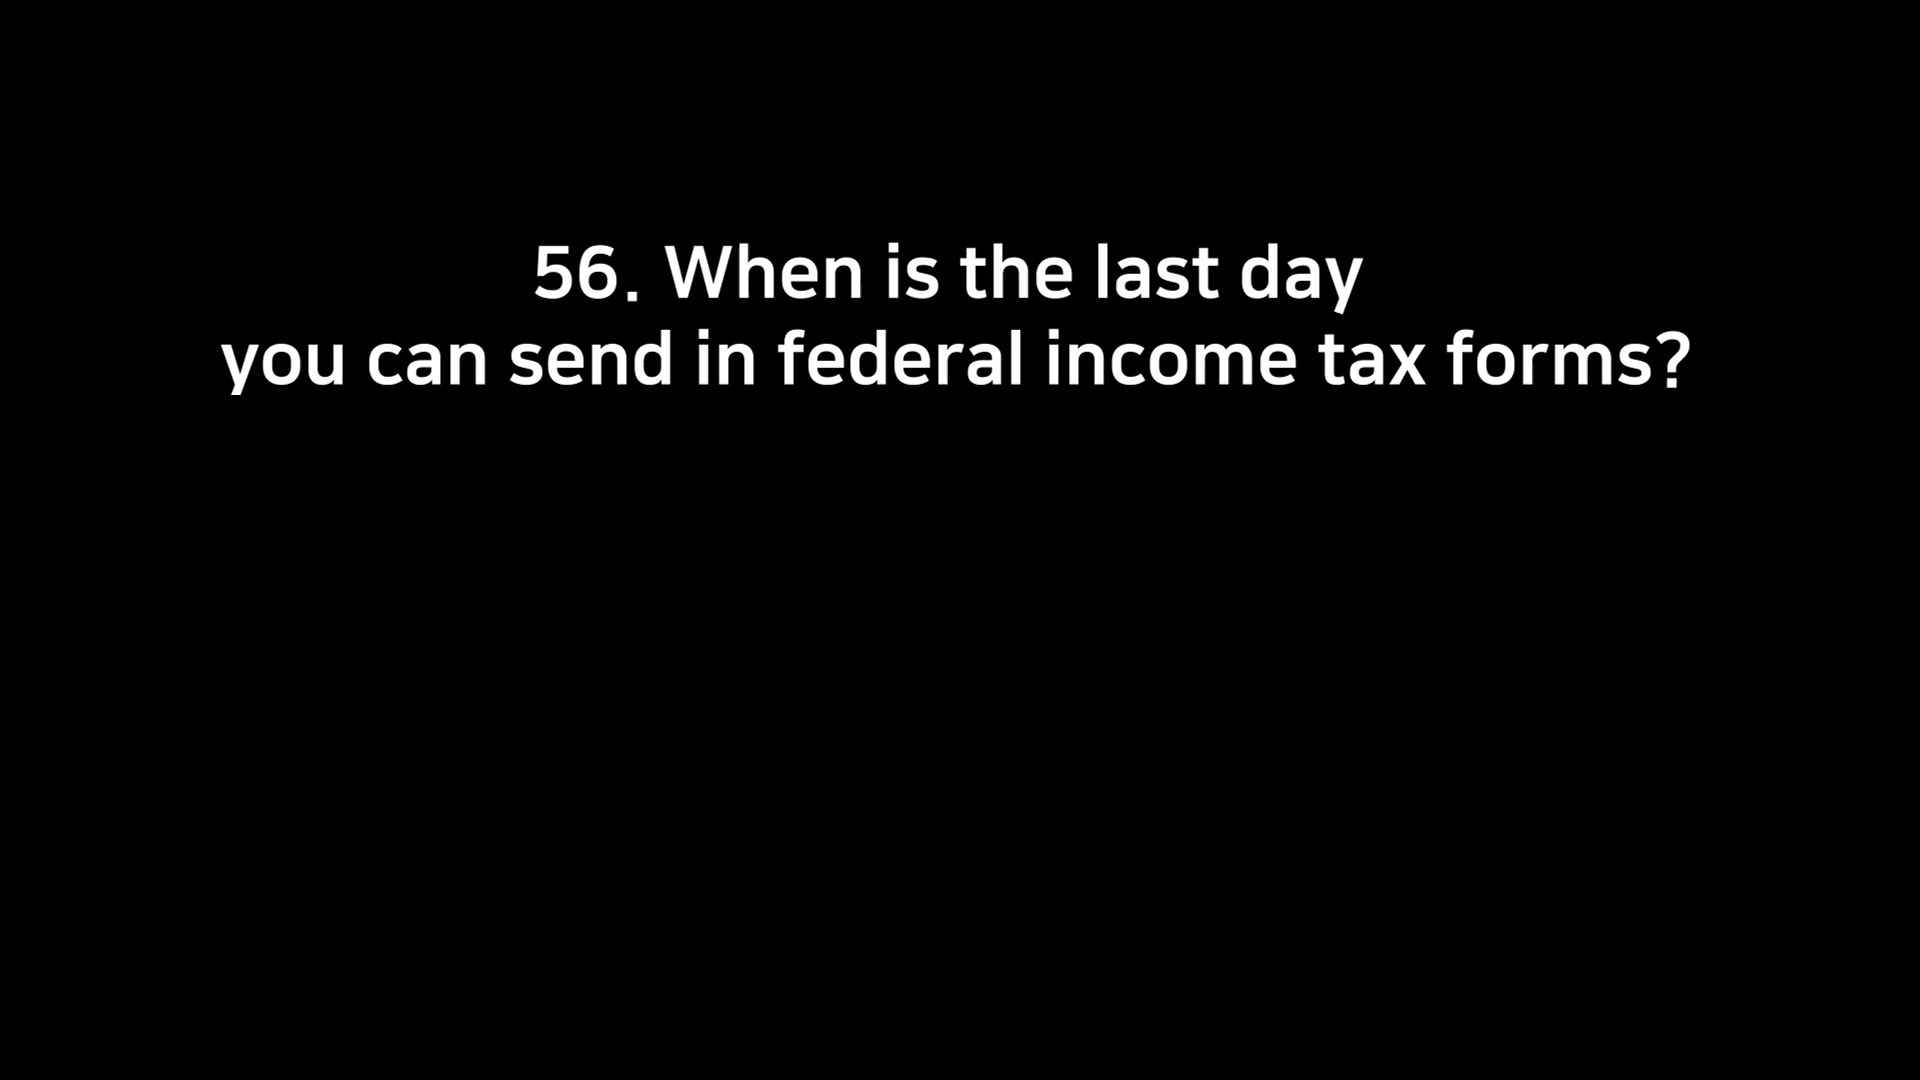 56. When is the last day
you can send in federal income tax forms?